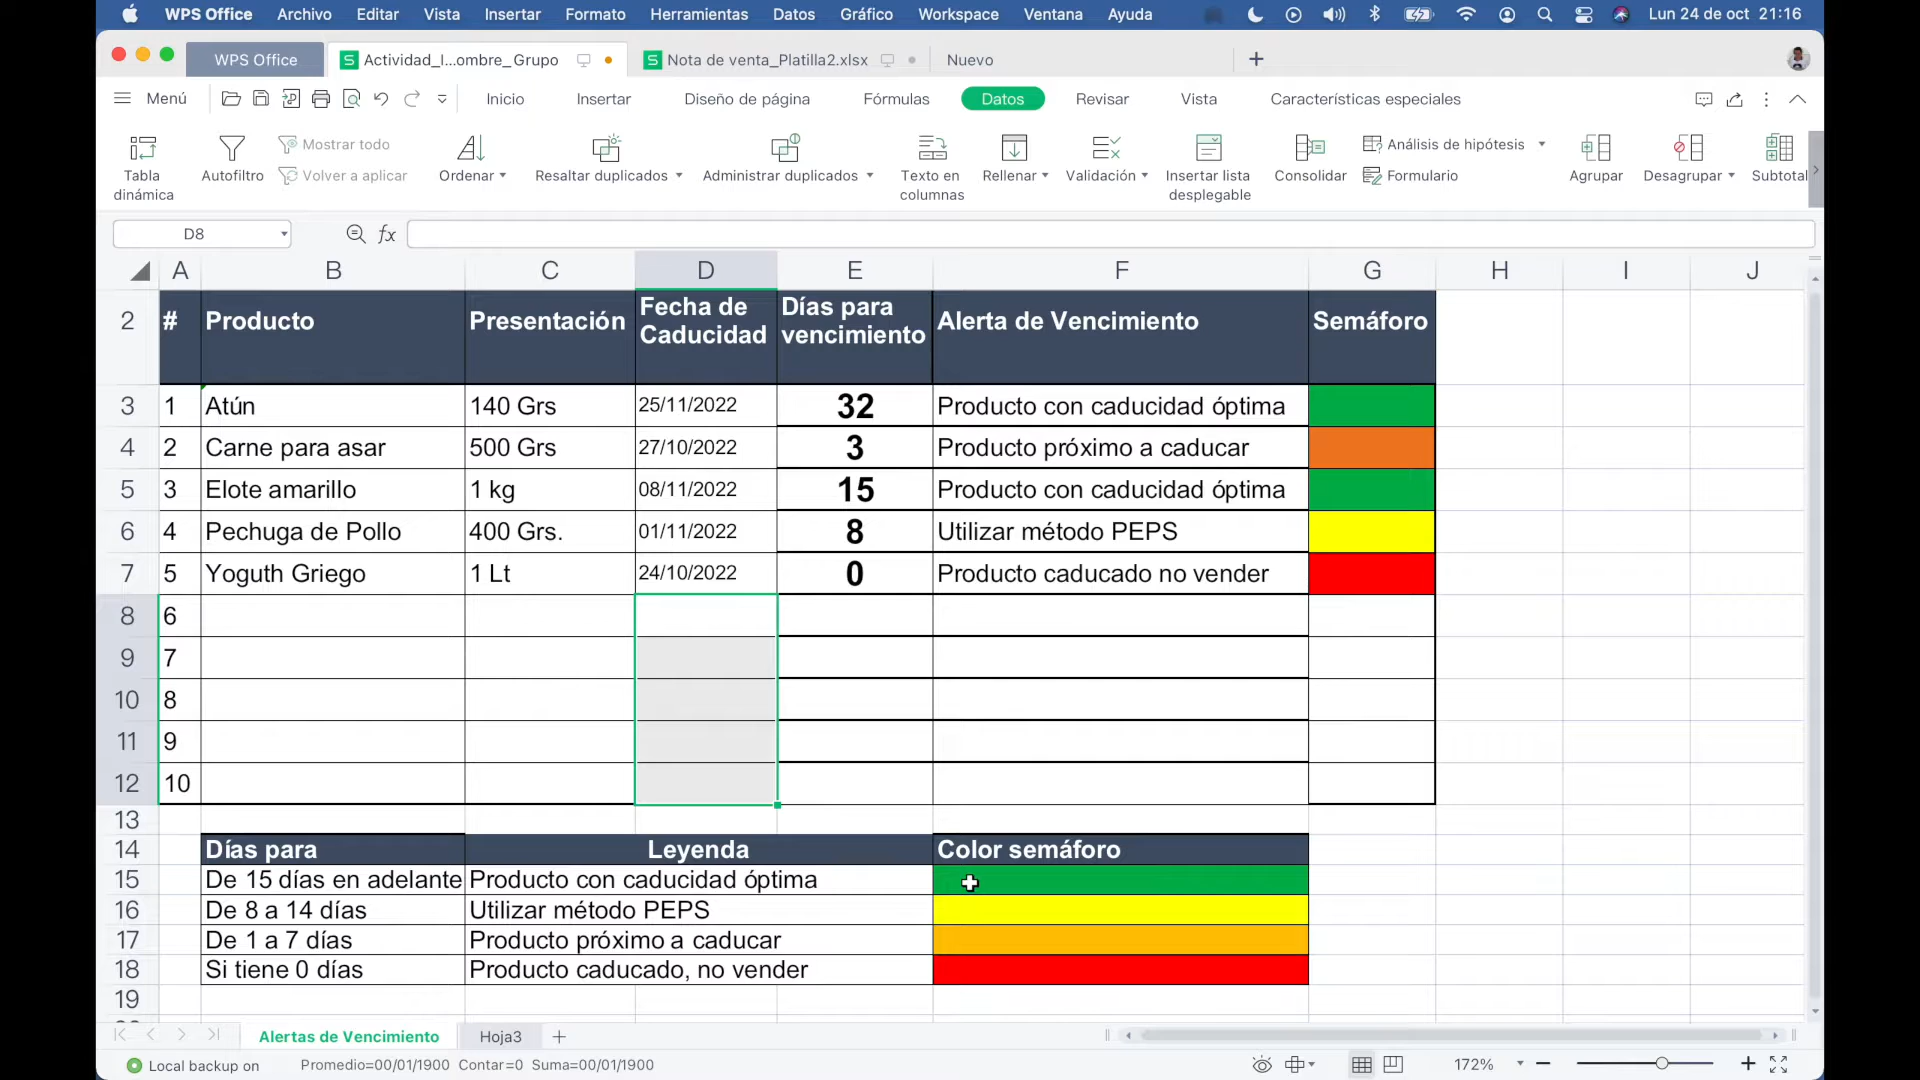 WPS Office Archivo Editar Vista Insertar Formato Herramientas Datos Gráfico Workspace Ventana Ayuda Lun 24 de oct 21:16
WPS Office Actividad_I...ombre_Grupo Nota de venta_Platilla2.xlsx Nuevo
Menú Inicio Insertar Diseño de página Fórmulas Datos Revisar Vista Características especiales
Tabla dinámica
Autofiltro
Mostrar todo
Volver a aplicar
Ordenar
Resaltar duplicados
Administrar duplicados
Texto en columnas
Rellenar
Validación
Insertar lista desplegable
Consolidar
Análisis de hipótesis
Formulario
Agrupar
Desagrupar
Subtotal
D8 fx
A B C D E F G H I J
2 # Producto Presentación Fecha de Caducidad Días para vencimiento Alerta de Vencimiento Semáforo
3 1 Atún 140 Grs 25/11/2022 32 Producto con caducidad óptima
4 2 Carne para asar 500 Grs 27/10/2022 3 Producto próximo a caducar
5 3 Elote amarillo 1 kg 08/11/2022 15 Producto con caducidad óptima
6 4 Pechuga de Pollo 400 Grs. 01/11/2022 8 Utilizar método PEPS
7 5 Yoguth Griego 1 Lt 24/10/2022 0 Producto caducado no vender
8 6
9 7
10 8
11 9
12 10
13
14 Días para Leyenda Color semáforo
15 De 15 días en adelante Producto con caducidad óptima
16 De 8 a 14 días Utilizar método PEPS
17 De 1 a 7 días Producto próximo a caducar
18 Si tiene 0 días Producto caducado, no vender
19
Alertas de Vencimiento Hoja3
Local backup on Promedio=00/01/1900 Contar=0 Suma=00/01/1900 172%